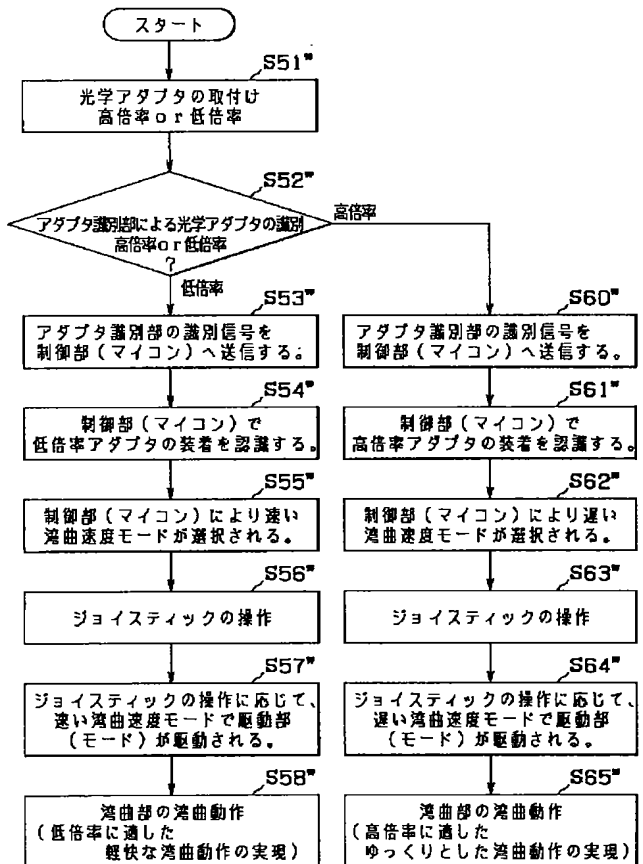 スタート
S51"
光学アダプタの取付け
高倍率or低倍率
S52"
アダプタ識別部による光学アダプタの識別
高倍率or低倍率
?
高倍率
低倍率
S53"
アダプタ識別部の識別信号を
制御部(マイコン)へ送信する。
S54"
制御部(マイコン)で
低倍率アダプタの装着を認識する。
S55"
制御部(マイコン)により速い
湾曲速度モードが選択される。
S56"
ジョイスティックの操作
S57"
ジョイスティックの操作に応じて、
速い湾曲速度モードで駆動部
(モード)が駆動される。
S58"
湾曲部の湾曲動作
(低倍率に適した
軽快な湾曲動作の実現)
S60"
アダプタ識別部の識別信号を
制御部(マイコン)へ送信する。
S61"
制御部(マイコン)で
高倍率アダプタの装着を認識する。
S62"
制御部(マイコン)により遅い
湾曲速度モードが選択される。
S63"
ジョイスティックの操作
S64"
ジョイスティックの操作に応じて、
遅い湾曲速度モードで駆動部
(モード)が駆動される。
S65"
湾曲部の湾曲動作
(高倍率に適した
ゆっくりとした湾曲動作の実現)